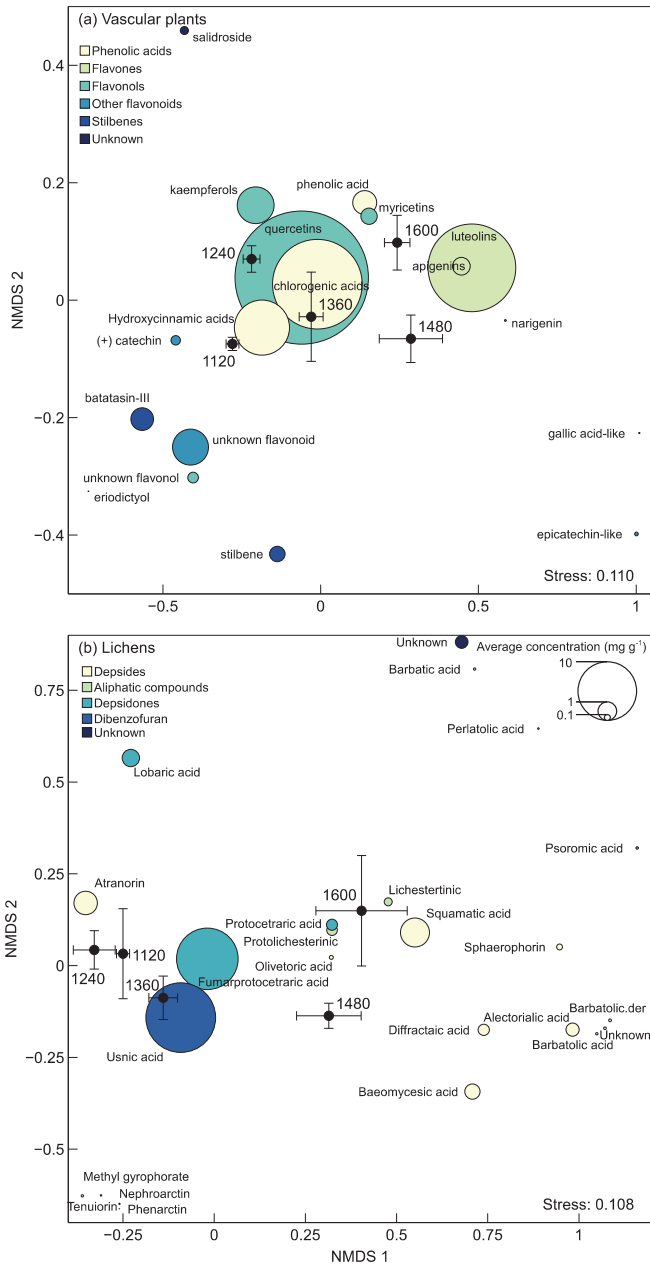 (a) Vascular plants
Phenolic acids
Flavones
Flavonols
Other flavonoids
Stilbenes
Unknown
salidroside
kaempferols
phenolic acid
myricetins
quercetins
1240
1600
luteolins
apigenins
chlorogenic acids
1360
Hydroxycinnamic acids
narigenin
(+) catechin
1120
1480
batatasin-III
unknown flavonoid
gallic acid-like
unknown flavonol
eriodictyol
epicatechin-like
stilbene
Stress: 0.110
0.4
0.2
0
−0.2
−0.4
NMDS 2
−0.5
0
0.5
1
(b) Lichens
Depsides
Aliphatic compounds
Depsidones
Dibenzofuran
Unknown
Unknown
Average concentration (mg g-1)
10
1
0.1
Barbatic acid
Perlatolic acid
Lobaric acid
Psoromic acid
Atranorin
1600
Lichestertinic
Squamatic acid
Protocetraric acid
Protolichesterinic
Sphaerophorin
1240
1120
Olivetoric acid
1360
Fumarprotocetraric acid
1480
Usnic acid
Diffractaic acid
Alectorialic acid
Barbatolic.der
Unknown
Barbatolic acid
Baeomycesic acid
Methyl gyrophorate
Nephroarctin
Tenuiorin
Phenarctin
Stress: 0.108
0.75
0.5
0.25
0
−0.25
−0.5
NMDS 2
−0.25
0
0.25
0.5
0.75
1
NMDS 1